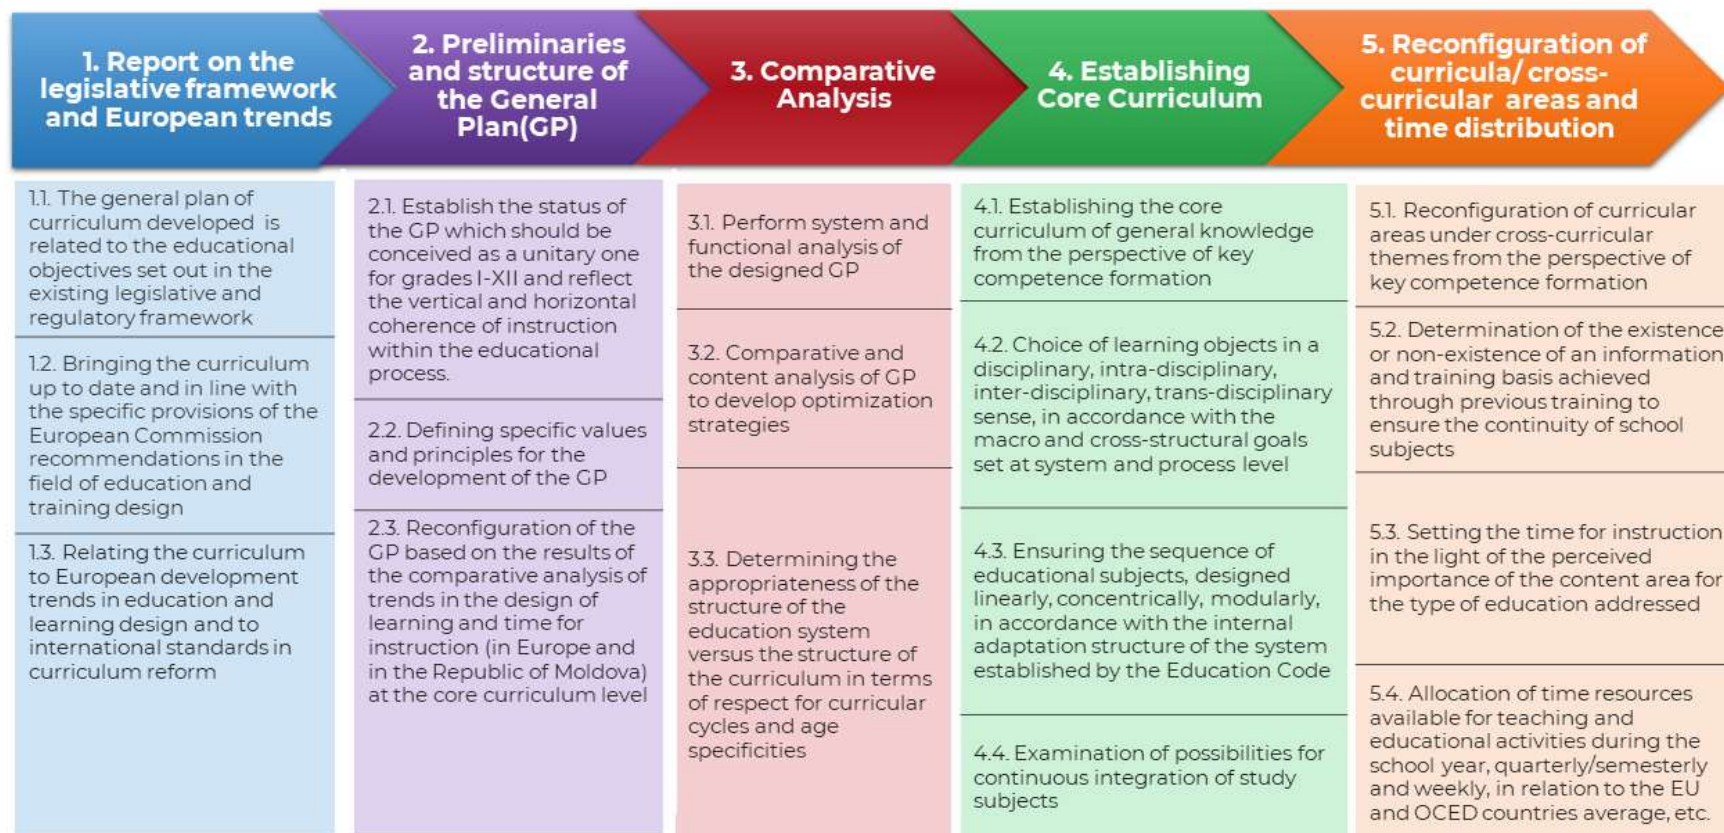 1. Report on the
legislative framework
and European trends
2. Preliminaries
and structure of
the General
Plan(GP)
3. Comparative
Analysis
4. Establishing
Core Curriculum
5. Reconfiguration of
curricula/ cross-
curricular areas and
time distribution
1.1. The general plan of
curriculum developed is
related to the educational
objectives set out in the
existing legislative and
regulatory framework
1.2. Bringing the curriculum
up to date and in line with
the specific provisions of the
European Commission
recommendations in the
field of education and
training design
1.3. Relating the curriculum
to European development
trends in education and
learning design and to
international standards in
curriculum reform
2.1. Establish the status of
the GP which should be
conceived as a unitary one
for grades I-XII and reflect
the vertical and horizontal
coherence of instruction
within the educational
process.
2.2. Defining specific values
and principles for the
development of the GP
2.3. Reconfiguration of the
GP based on the results of
the comparative analysis of
trends in the design of
learning and time for
instruction (in Europe and
in the Republic of Moldova)
at the core curriculum level
3.1. Perform system and
functional analysis of
the designed GP
3.2. Comparative and
content analysis of GP
to develop optimization
strategies
3.3. Determining the
appropriateness of the
structure of the
education system
versus the structure of
the curriculum in terms
of respect for curricular
cycles and age
specificities
4.1. Establishing the core
curriculum of general knowledge
from the perspective of key
competence formation
4.2. Choice of learning objects in a
disciplinary, intra-disciplinary,
inter-disciplinary, trans-disciplinary
sense, in accordance with the
macro and cross-structural goals
set at system and process level
4.3. Ensuring the sequence of
educational subjects, designed
linearly, concentrically, modularly,
in accordance with the internal
adaptation structure of the system
established by the Education Code
4.4. Examination of possibilities for
continuous integration of study
subjects
5.1. Reconfiguration of curricular
areas under cross-curricular
themes from the perspective of
key competence formation
5.2. Determination of the existence
or non-existence of an information
and training basis achieved
through previous training to
ensure the continuity of school
subjects
5.3. Setting the time for instruction
in the light of the perceived
importance of the content area for
the type of education addressed
5.4. Allocation of time resources
available for teaching and
educational activities during the
school year, quarterly/semesterly
and weekly, in relation to the EU
and OCED countries average, etc.